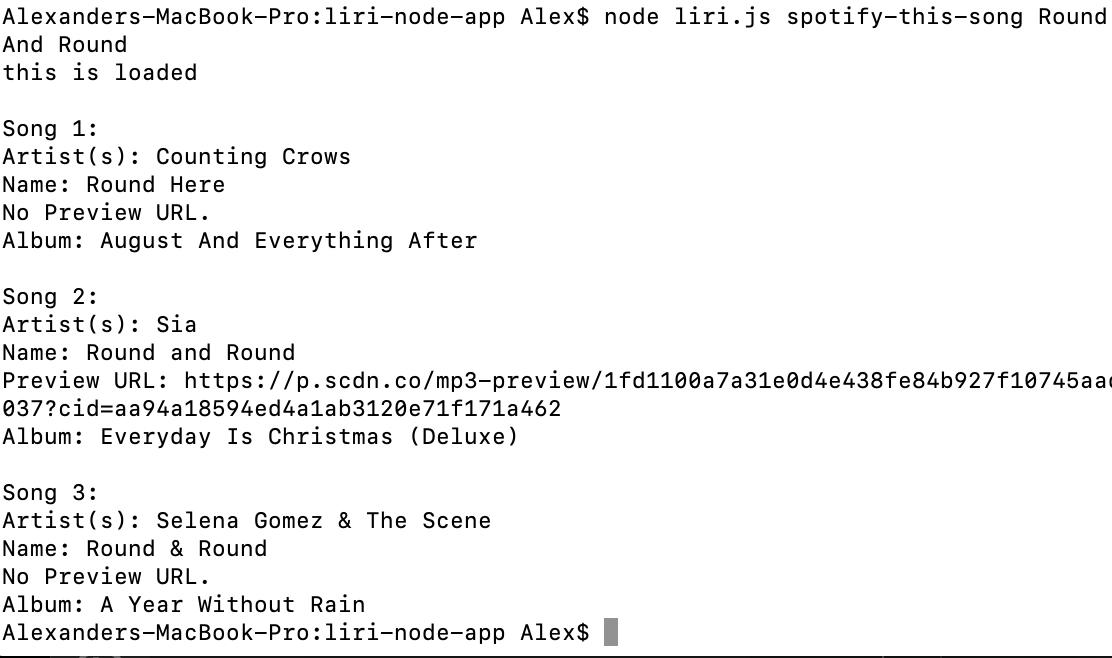 Alexanders-MacBook-Pro:liri-node-app Alex$ node liri.js spotify-this-song Round
And Round
this is loaded
Song 1:
Artist(s): Counting Crows
Name: Round Here
No Preview URL.
Album: August And Everything After
Song 2:
Artist(s): Sia
Name: Round and Round
Preview URL: https://p.scdn.co/mp3-preview/1fd1100a7a31e0d4e438fe84b927f10745aac
037?cid=aa94a18594ed4a1ab3120e71f171a462
Album: Everyday Is Christmas (Deluxe)
Song 3:
Artist(s): Selena Gomez & The Scene
Name: Round & Round
No Preview URL.
Album: A Year Without Rain
Alexanders-MacBook-Pro:liri-node-app Alex$